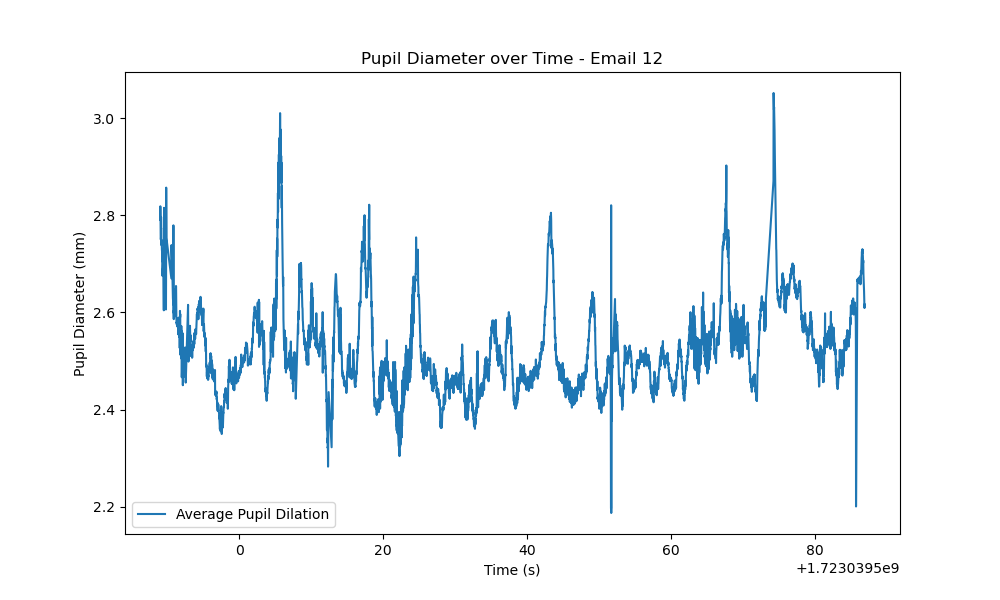 Pupil Diameter over Time - Email 12
Pupil Diameter (mm)
3.0
2.8
2.6
2.4
2.2
Average Pupil Dilation
0 20 40 60 80
Time (s)
+1.7230395e9